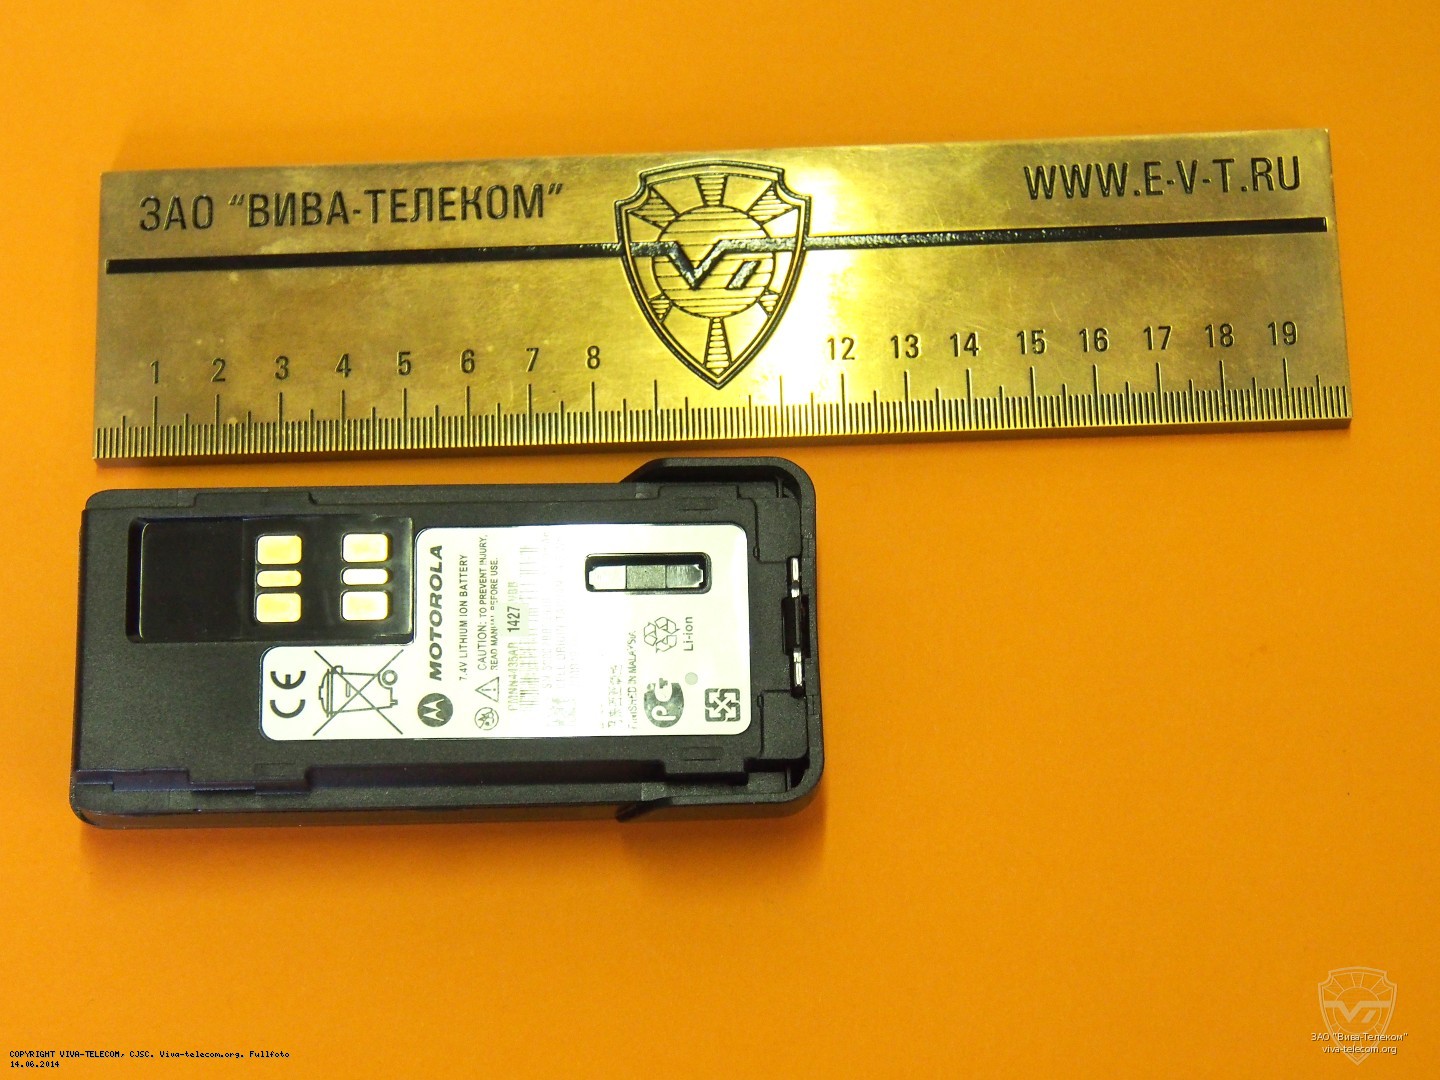 ЗАО "ВИВА-ТЕЛЕКОМ"
WWW.E-V-T.RU
1 2 3 4 5 6 7 8 12 13 14 15 16 17 18 19
MOTOROLA
7.4V LITHIUM ION BATTERY
CAUTION: TO PREVENT INJURY,
READ MANUAL BEFORE USE.
1427
FINISHED IN MALAYSIA
Li-ion
CE
COPYRIGHT VIVA-TELECOM, CJSC. Viva-telecom.org. Fullfoto
14.06.2014
ЗАО "Вива-Телеком"
viva-telecom.org